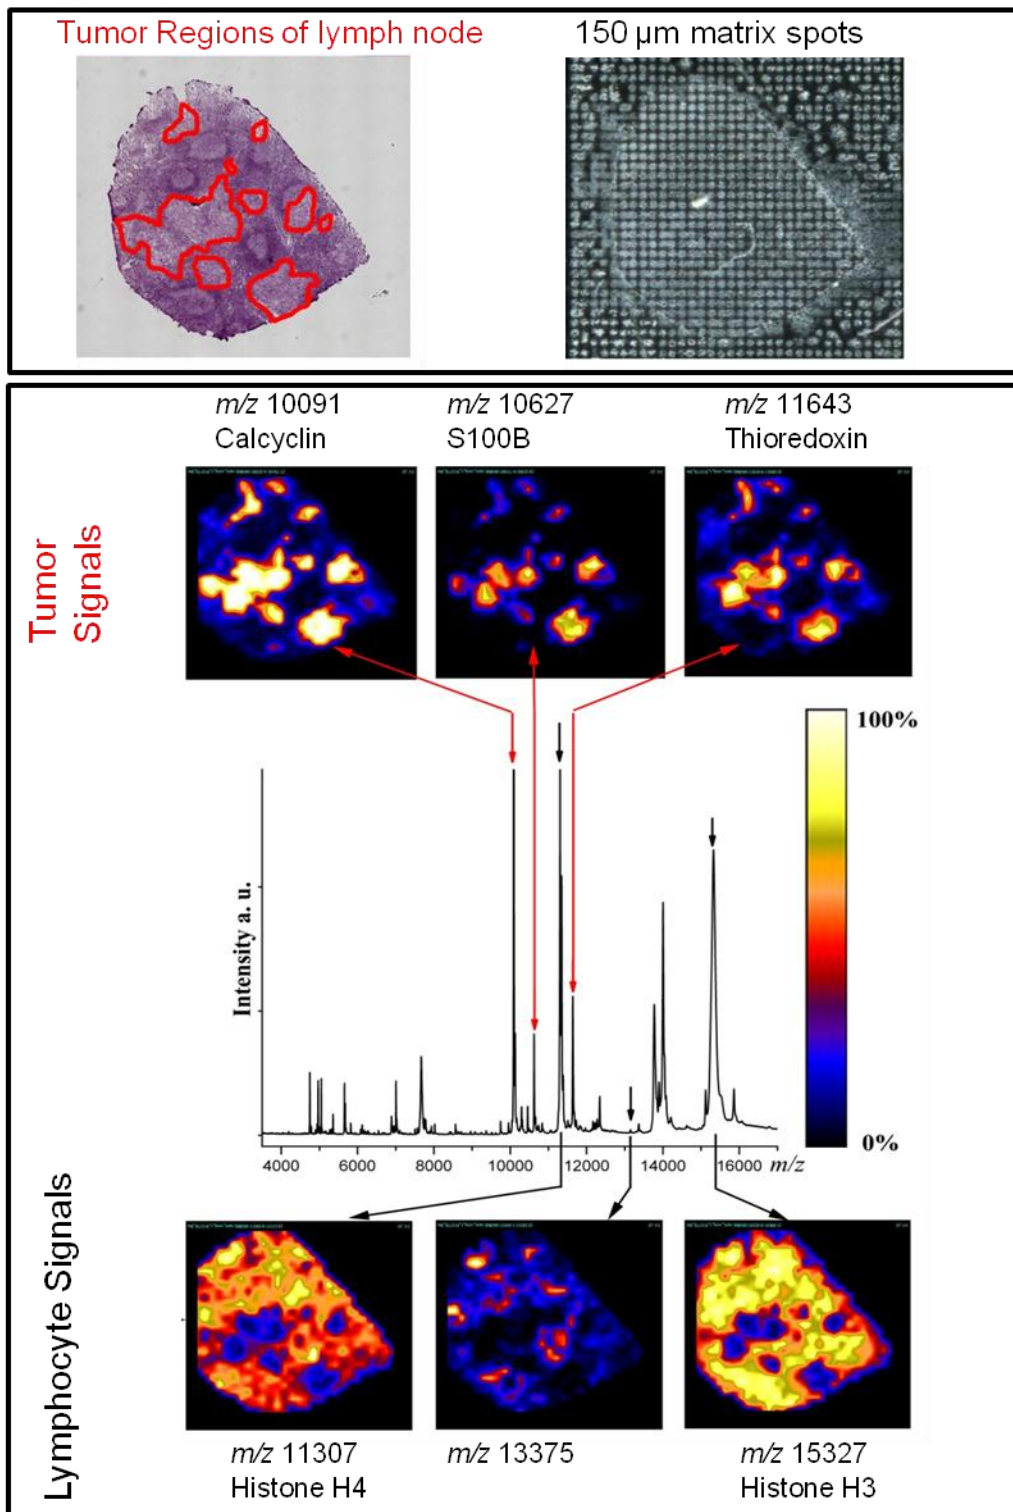 Tumor Regions of lymph node
150 µm matrix spots
m/z 10091
Calcyclin
m/z 10627
S100B
m/z 11643
Thioredoxin
Tumor
Signals
100%
0%
Intensity a. u.
4000 6000 8000 10000 12000 14000 16000 m/z
Lymphocyte Signals
m/z 11307
Histone H4
m/z 13375
m/z 15327
Histone H3